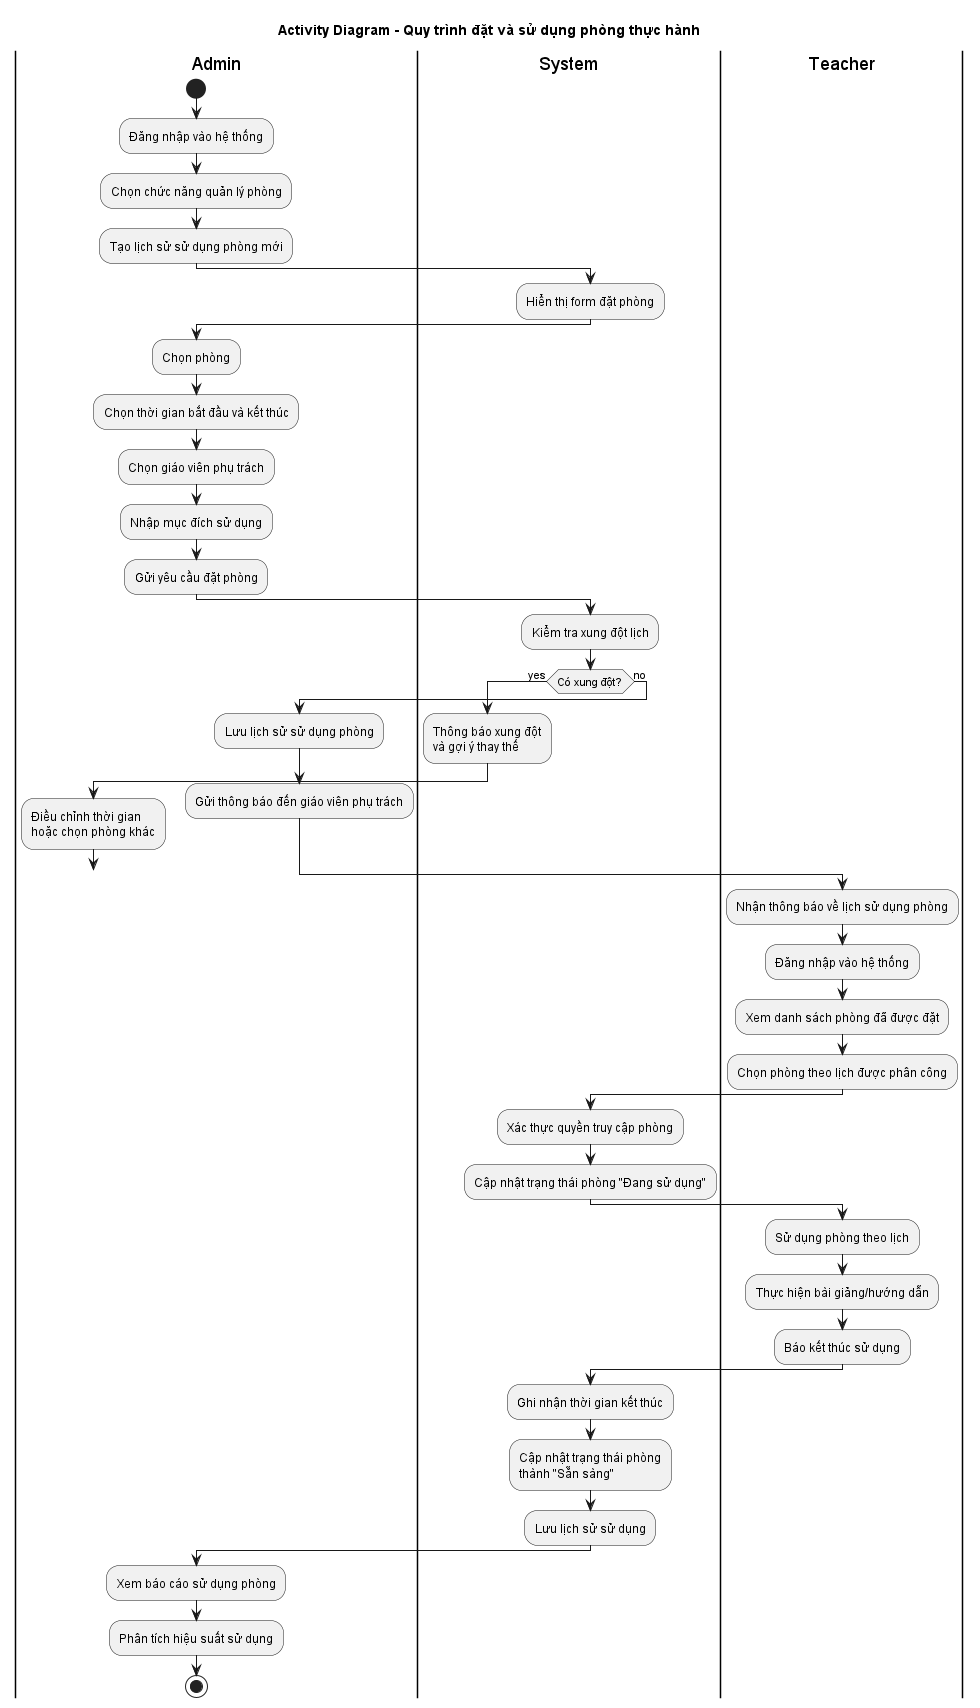 Activity Diagram - Quy trình đặt và sử dụng phòng thực hành
Admin
System
Teacher
Đăng nhập vào hệ thống
Chọn chức năng quản lý phòng
Tạo lịch sử sử dụng phòng mới
Hiển thị form đặt phòng
Chọn phòng
Chọn thời gian bắt đầu và kết thúc
Chọn giáo viên phụ trách
Nhập mục đích sử dụng
Gửi yêu cầu đặt phòng
Kiểm tra xung đột lịch
yes
Có xung đột?
no
Lưu lịch sử sử dụng phòng
Thông báo xung đột
và gợi ý thay thế
Gửi thông báo đến giáo viên phụ trách
Điều chỉnh thời gian
hoặc chọn phòng khác
Nhận thông báo về lịch sử dụng phòng
Đăng nhập vào hệ thống
Xem danh sách phòng đã được đặt
Chọn phòng theo lịch được phân công
Xác thực quyền truy cập phòng
Cập nhật trạng thái phòng "Đang sử dụng"
Sử dụng phòng theo lịch
Thực hiện bài giảng/hướng dẫn
Báo kết thúc sử dụng
Ghi nhận thời gian kết thúc
Cập nhật trạng thái phòng
thành "Sẵn sàng"
Lưu lịch sử sử dụng
Xem báo cáo sử dụng phòng
Phân tích hiệu suất sử dụng